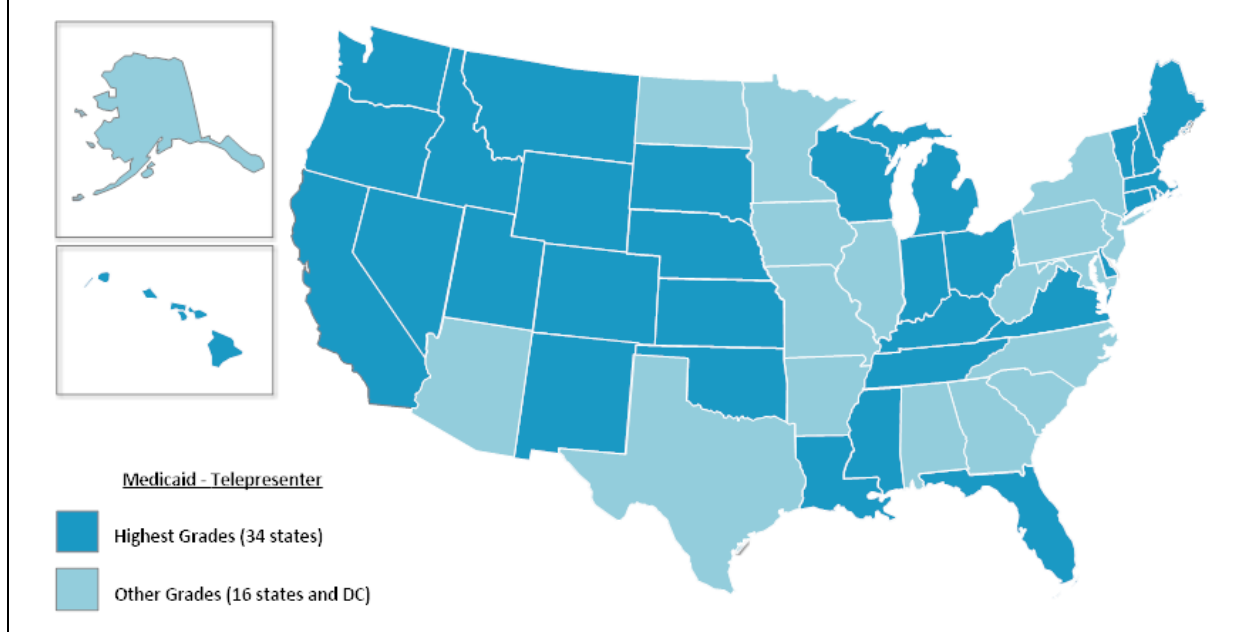 Medicaid - Telepresenter
Highest Grades (34 states)
Other Grades (16 states and DC)